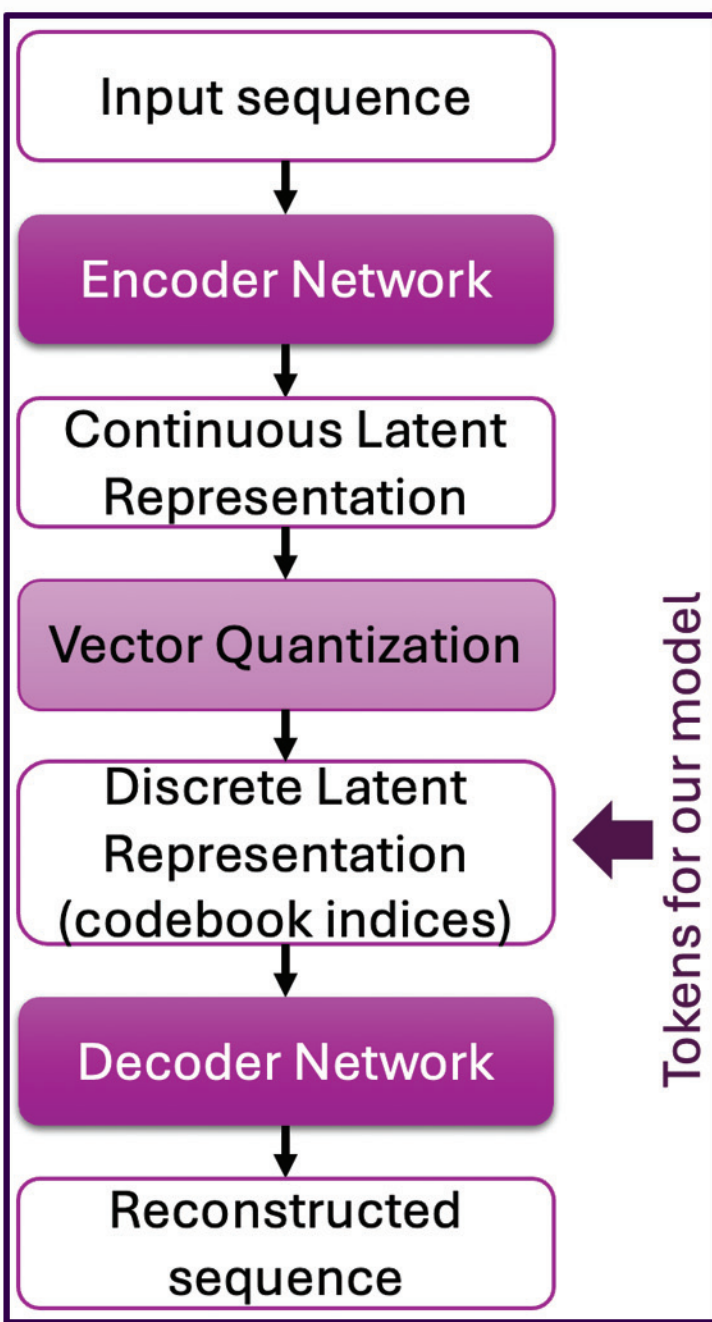 Input sequence
Encoder Network
Continuous Latent
Representation
Vector Quantization
Discrete Latent
Representation
(codebook indices)
Tokens for our model
Decoder Network
Reconstructed
sequence